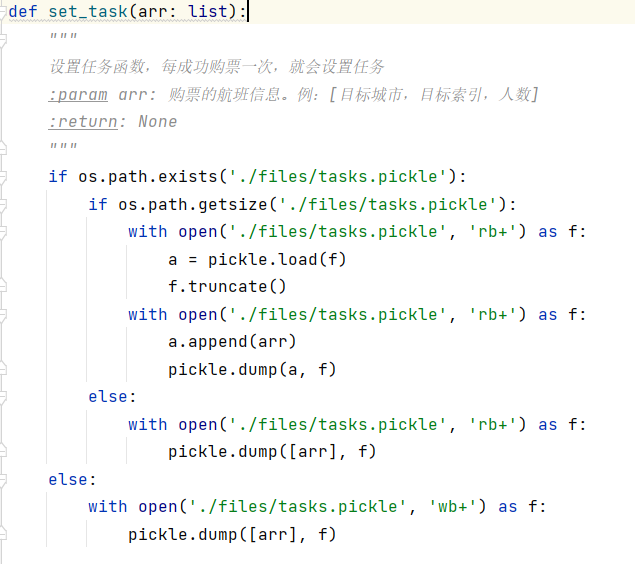 def set_task(arr: list):
    """
    设置任务函数，每成功购票一次，就会设置任务
    :param arr: 购票的航班信息。例：[目标城市，目标索引，人数]
    :return: None
    """
    if os.path.exists('./files/tasks.pickle'):
        if os.path.getsize('./files/tasks.pickle'):
            with open('./files/tasks.pickle', 'rb+') as f:
                a = pickle.load(f)
                f.truncate()
            with open('./files/tasks.pickle', 'rb+') as f:
                a.append(arr)
                pickle.dump(a, f)
        else:
            with open('./files/tasks.pickle', 'rb+') as f:
                pickle.dump([arr], f)
    else:
        with open('./files/tasks.pickle', 'wb+') as f:
            pickle.dump([arr], f)